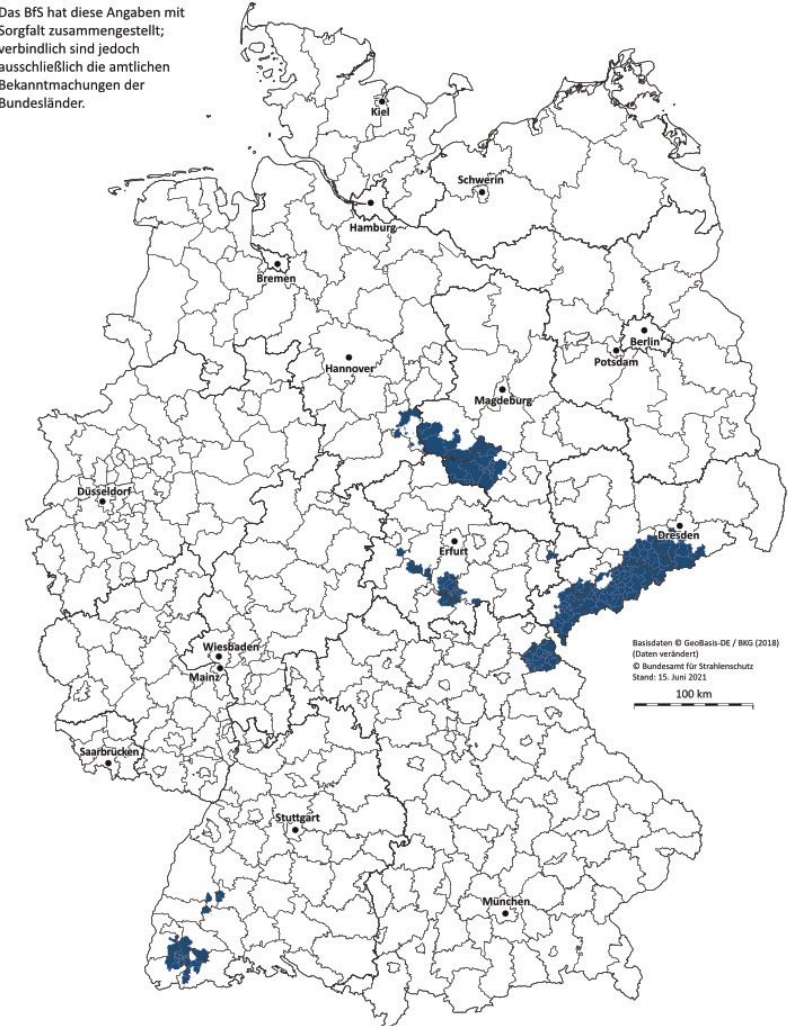 Das BfS hat diese Angaben mit
Sorgfalt zusammengestellt;
verbindlich sind jedoch
ausschließlich die amtlichen
Bekanntmachungen der
Bundesländer.
Kiel
Schwerin
Hamburg
Bremen
Berlin
Potsdam
Hannover
Magdeburg
Düsseldorf
Dresden
Erfurt
Wiesbaden
Mainz
Basisdaten © GeoBasis-DE / BKG (2018)
(Daten verändert)
© Bundesamt für Strahlenschutz
Stand: 15. Juni 2021
100 km
Saarbrücken
Stuttgart
München